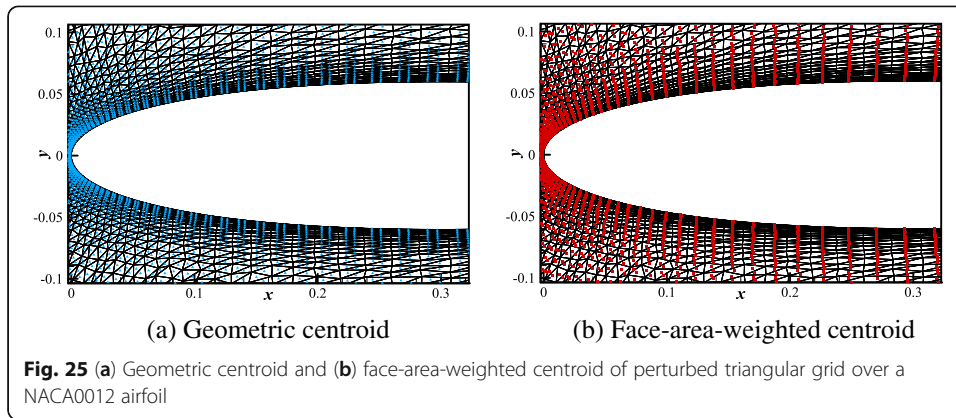 0.1
0.05
y
0
-0.05
-0.1
0
0.1
x
0.2
0.3
(a) Geometric centroid
0.1
0.05
y
0
-0.05
-0.1
0
0.1
x
0.2
0.3
(b) Face-area-weighted centroid
Fig. 25 (a) Geometric centroid and (b) face-area-weighted centroid of perturbed triangular grid over a
NACA0012 airfoil